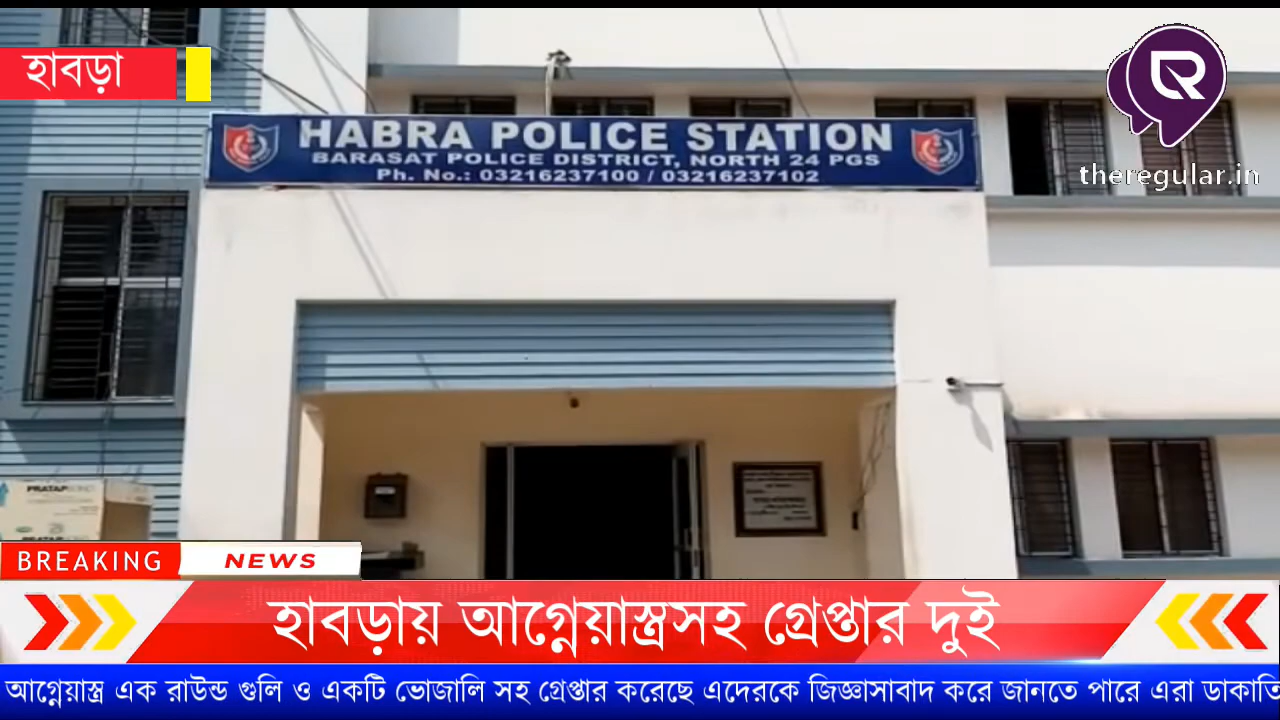 হাবড়া
theregular.in
HABRA POLICE STATION
BARASAT POLICE DISTRICT, NORTH 24 PGS
Ph. No.: 03216237100 / 03216237102
PRATAP
BREAKING NEWS
হাবড়ায় আগ্নেয়াস্ত্রসহ গ্রেপ্তার দুই
আগ্নেয়াস্ত্র এক রাউন্ড গুলি ও একটি ভোজালি সহ গ্রেপ্তার করেছে এদেরকে জিজ্ঞাসাবাদ করে জানতে পারে এরা ডাকাতি